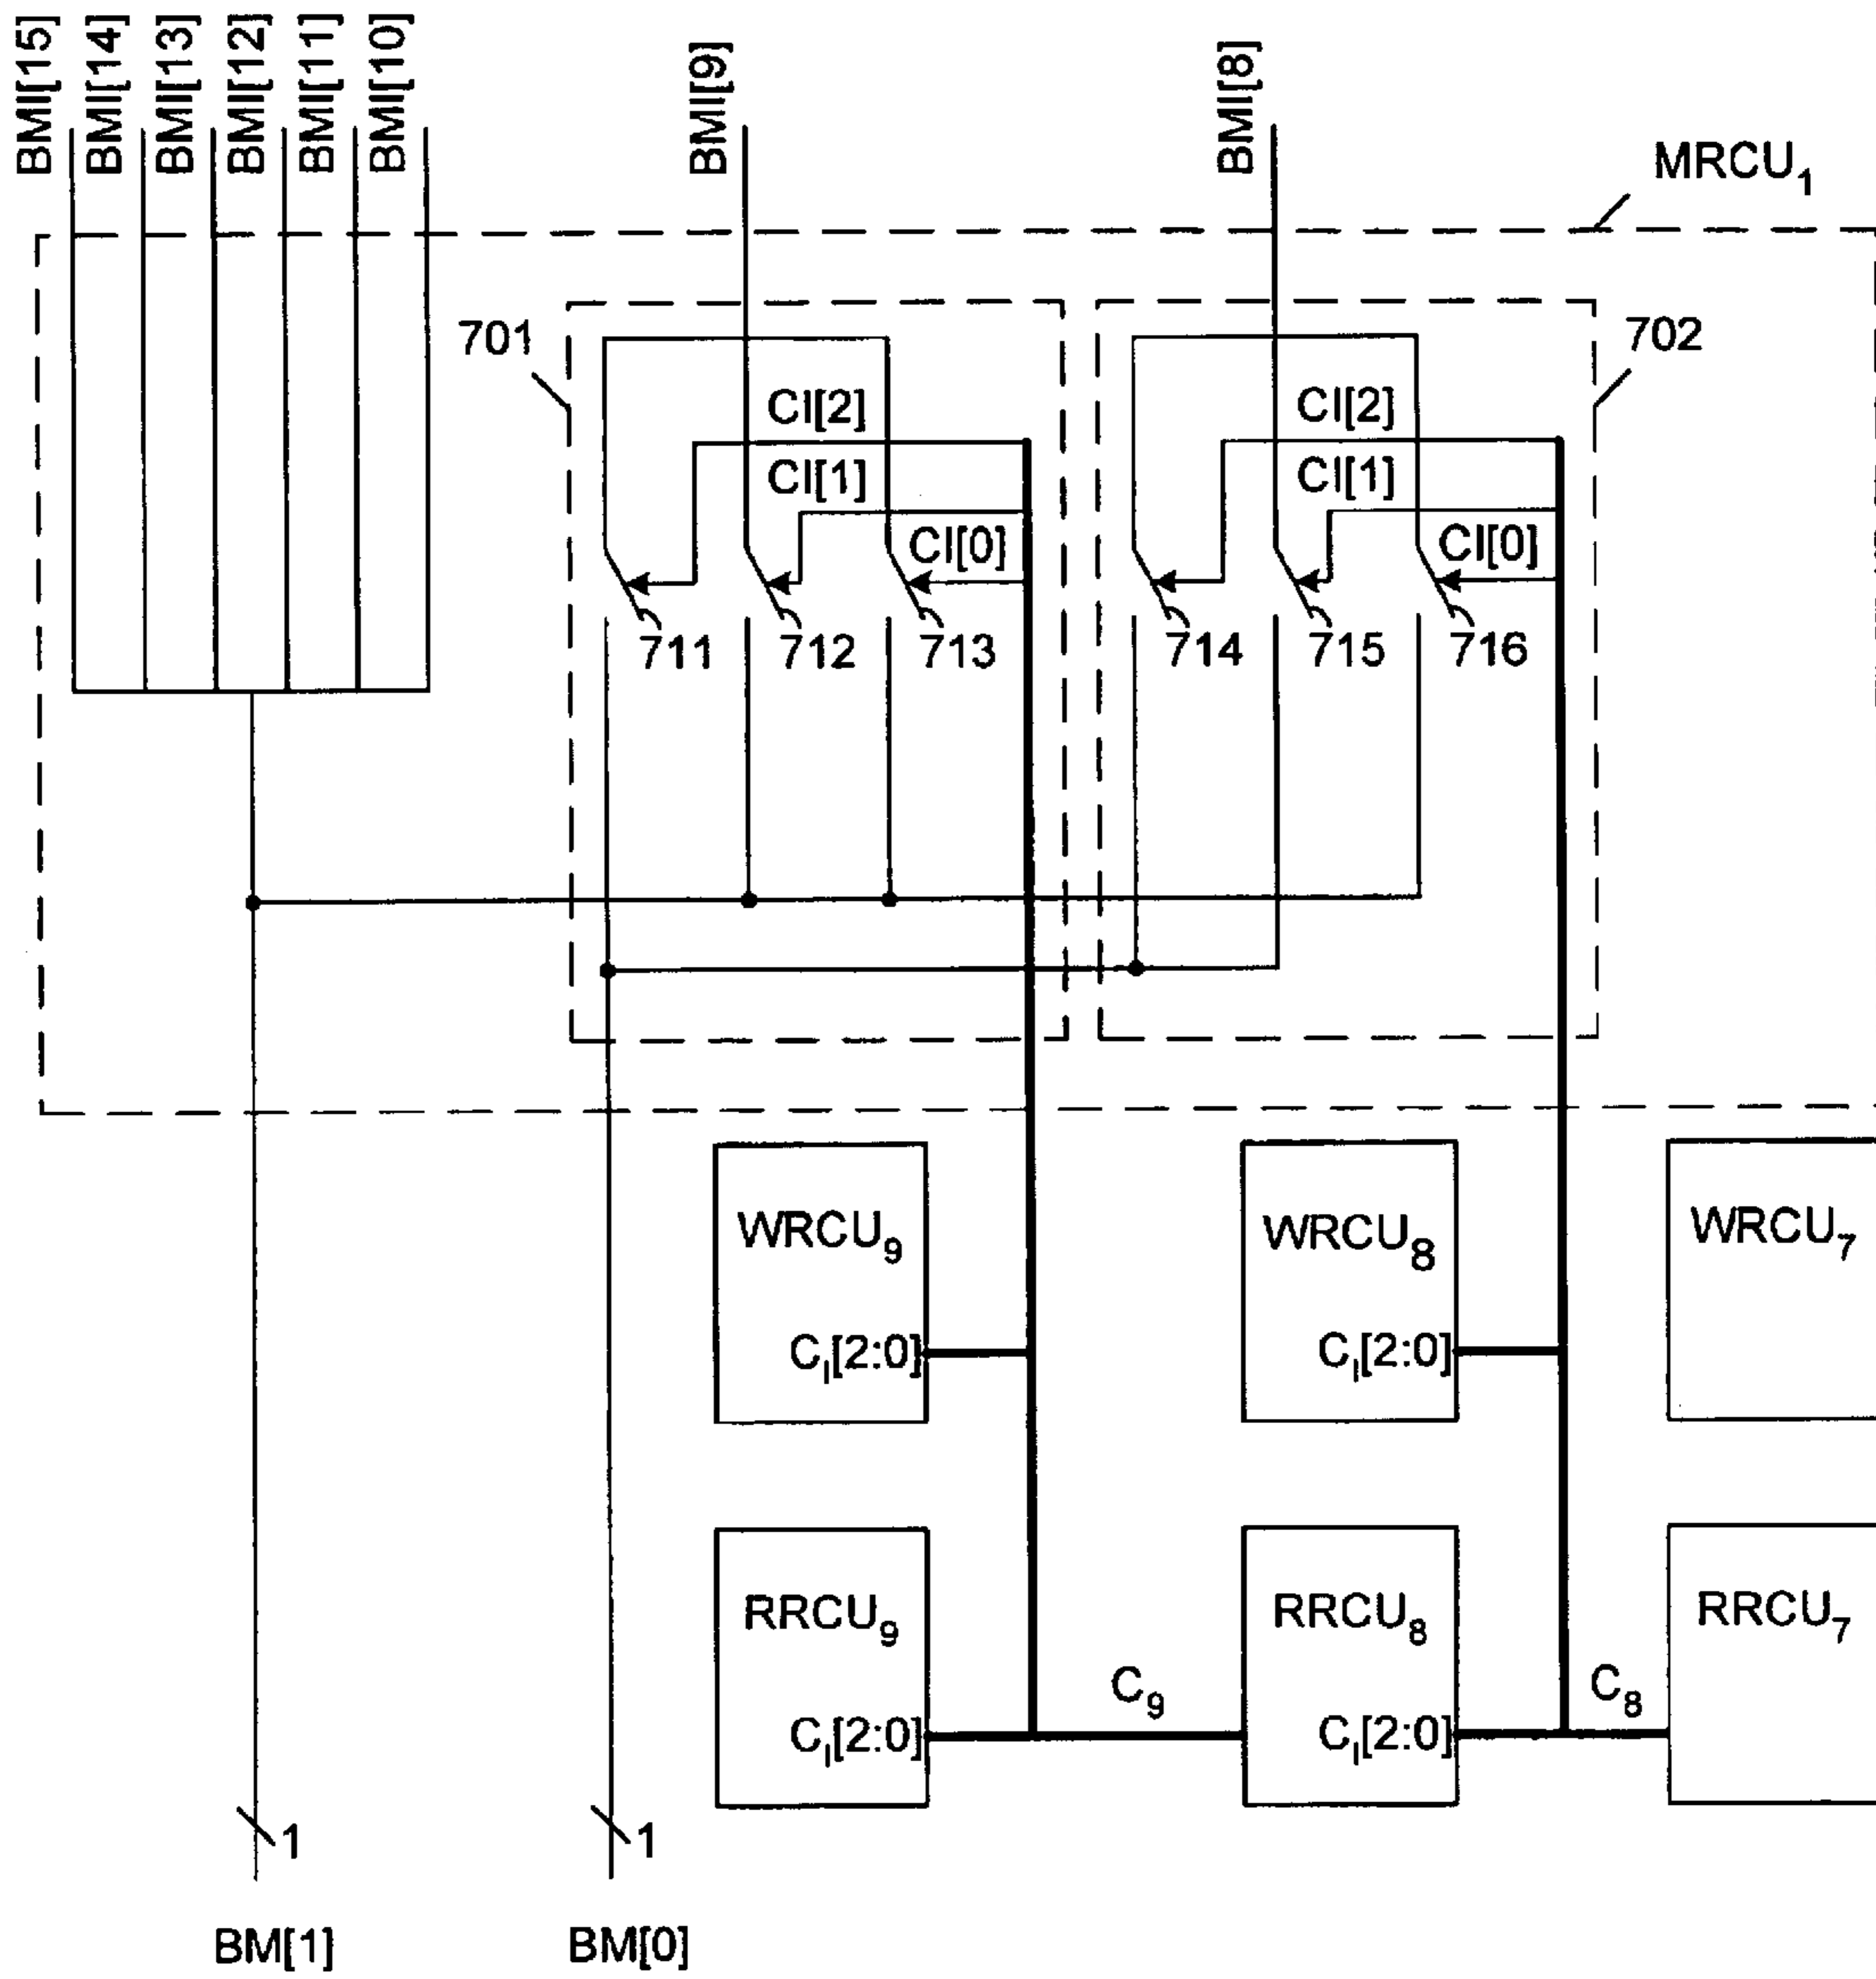 BMI[15]
BMI[14]
BMI[13]
BMI[12]
BMI[11]
BMI[10]
BMI[9]
BMI[8]
MRCU1
701
702
CI[2]
CI[1]
CI[0]
CI[2]
CI[1]
CI[0]
711
712
713
714
715
716
WRCU9
WRCU8
WRCU7
CI[2:0]
CI[2:0]
RRCU9
RRCU8
RRCU7
C9
C8
CI[2:0]
CI[2:0]
1
1
BM[1]
BM[0]